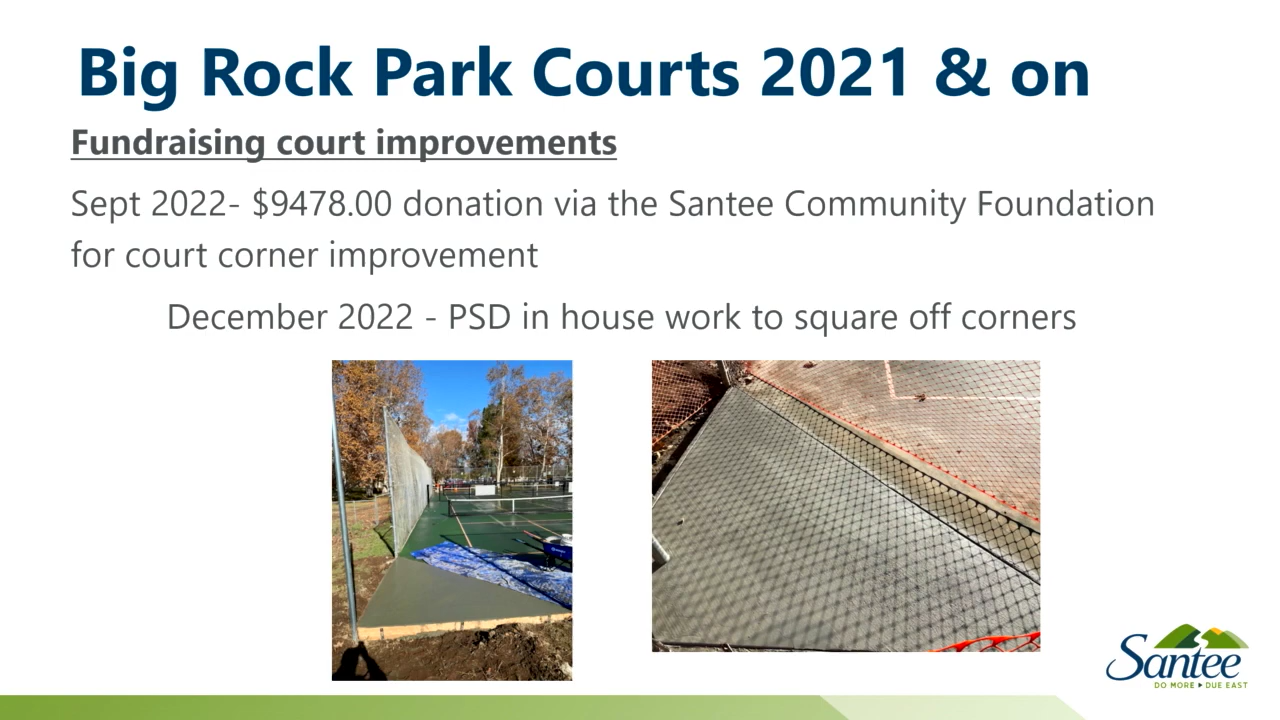 Big Rock Park Courts 2021 & on
Fundraising court improvements
Sept 2022- $9478.00 donation via the Santee Community Foundation
for court corner improvement
December 2022 - PSD in house work to square off corners
Santee
DO MORE ▸ DUE EAST